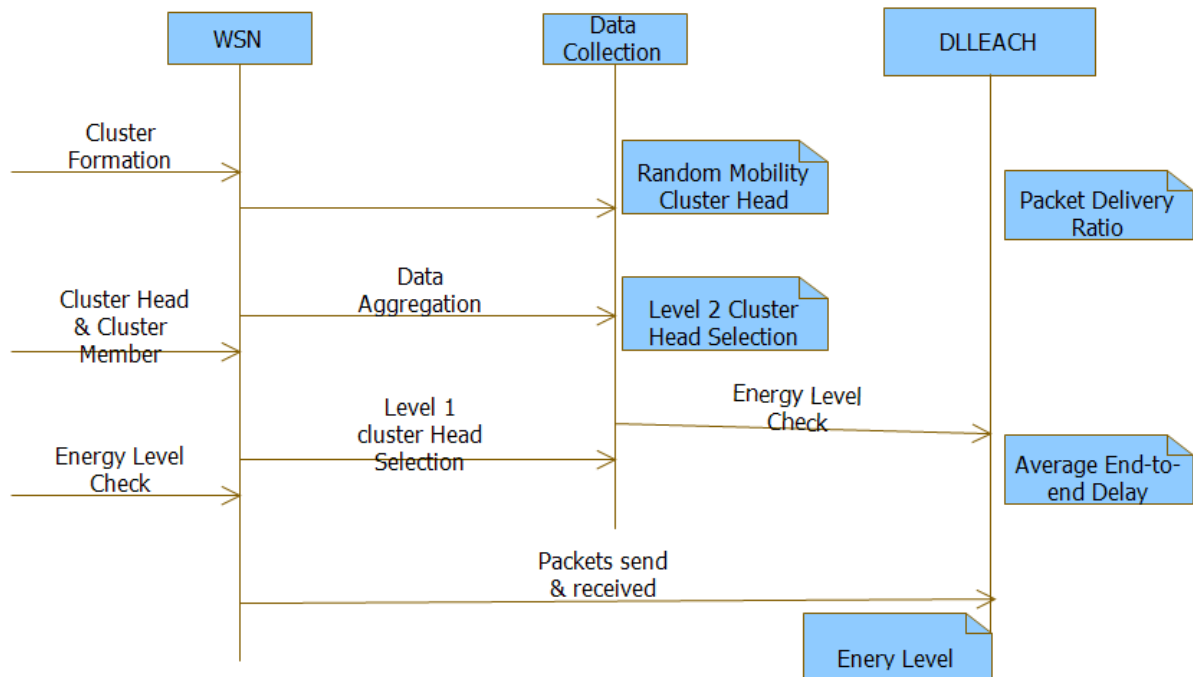 WSN
Data
Collection
DLLEACH
Cluster
Formation
Random Mobility
Cluster Head
Packet Delivery
Ratio
Data
Aggregation
Cluster Head
& Cluster
Member
Level 2 Cluster
Head Selection
Energy Level
Check
Level 1
cluster Head
Selection
Energy Level
Check
Average End-to-
end Delay
Packets send
& received
Enery Level